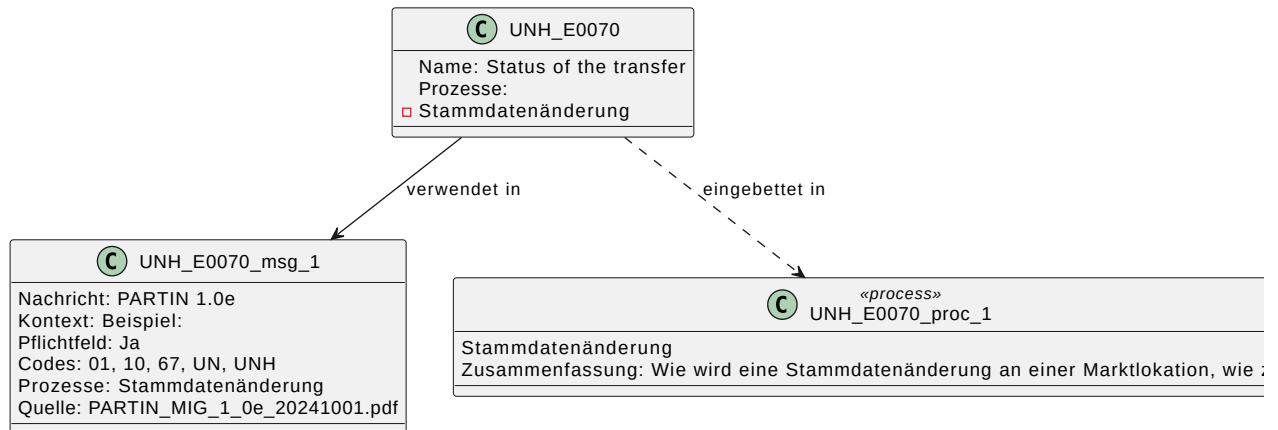 C UNH_E0070
Name: Status of the transfer
Prozesse:
Stammdatenänderung
verwendet in
eingebettet in
C UNH_E0070_msg_1
Nachricht: PARTIN 1.0e
Kontext: Beispiel:
Pflichtfeld: Ja
Codes: 01, 10, 67, UN, UNH
Prozesse: Stammdatenänderung
Quelle: PARTIN_MIG_1_0e_20241001.pdf
C «process»
UNH_E0070_proc_1
Stammdatenänderung
Zusammenfassung: Wie wird eine Stammdatenänderung an einer Marktlokation, wie